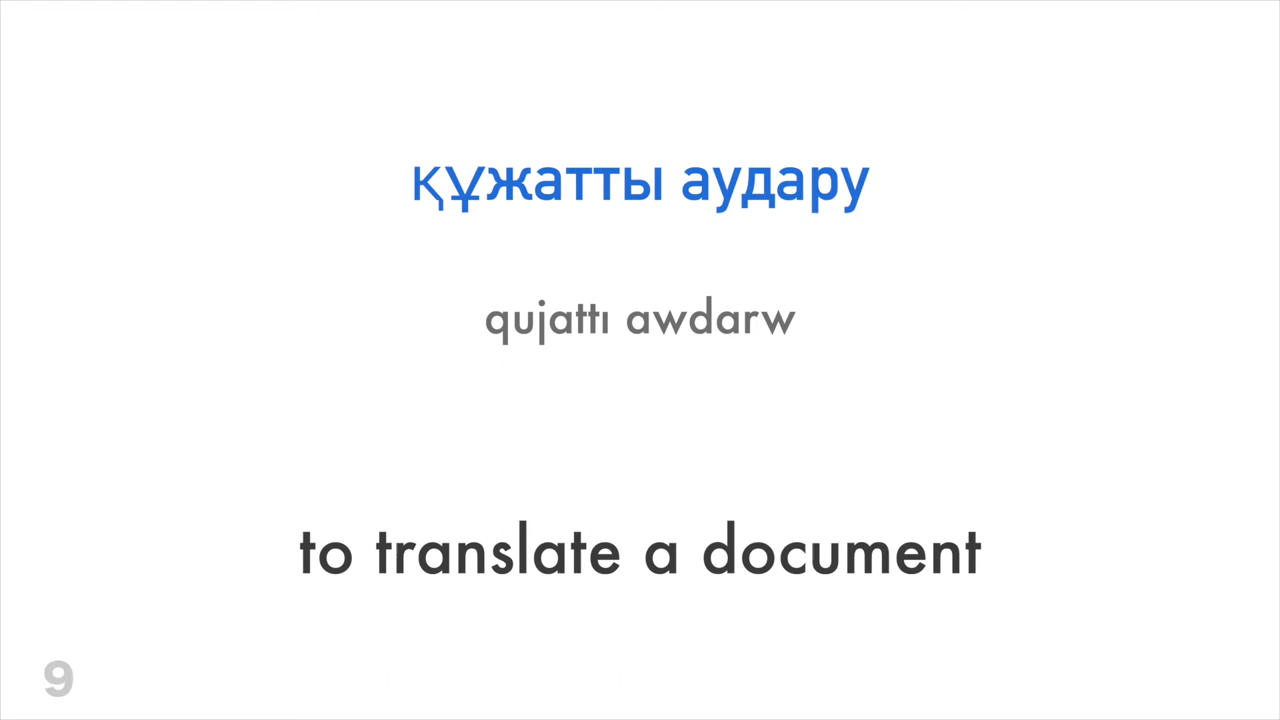 құжатты аудару
qujattı awdarw
to translate a document
9